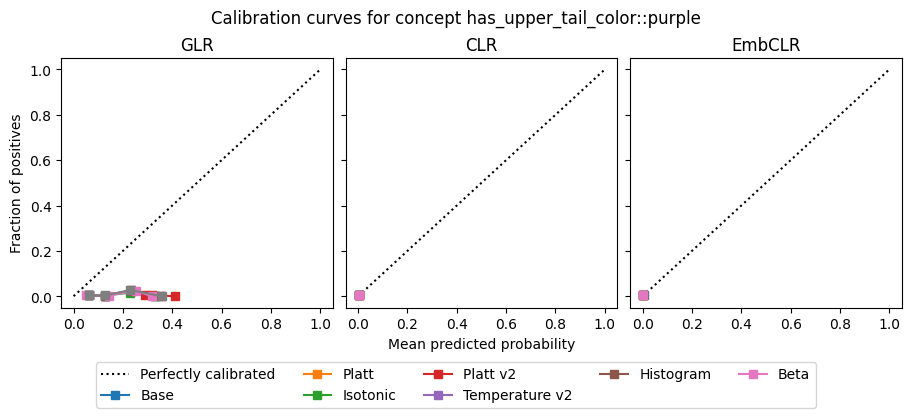 Calibration curves for concept has_upper_tail_color::purple
GLR
CLR
EmbCLR
Fraction of positives
1.0
0.8
0.6
0.4
0.2
0.0
0.0 0.2 0.4 0.6 0.8 1.0
0.0 0.2 0.4 0.6 0.8 1.0
0.0 0.2 0.4 0.6 0.8 1.0
Mean predicted probability
Perfectly calibrated
Base
Platt
Isotonic
Platt v2
Temperature v2
Histogram
Beta